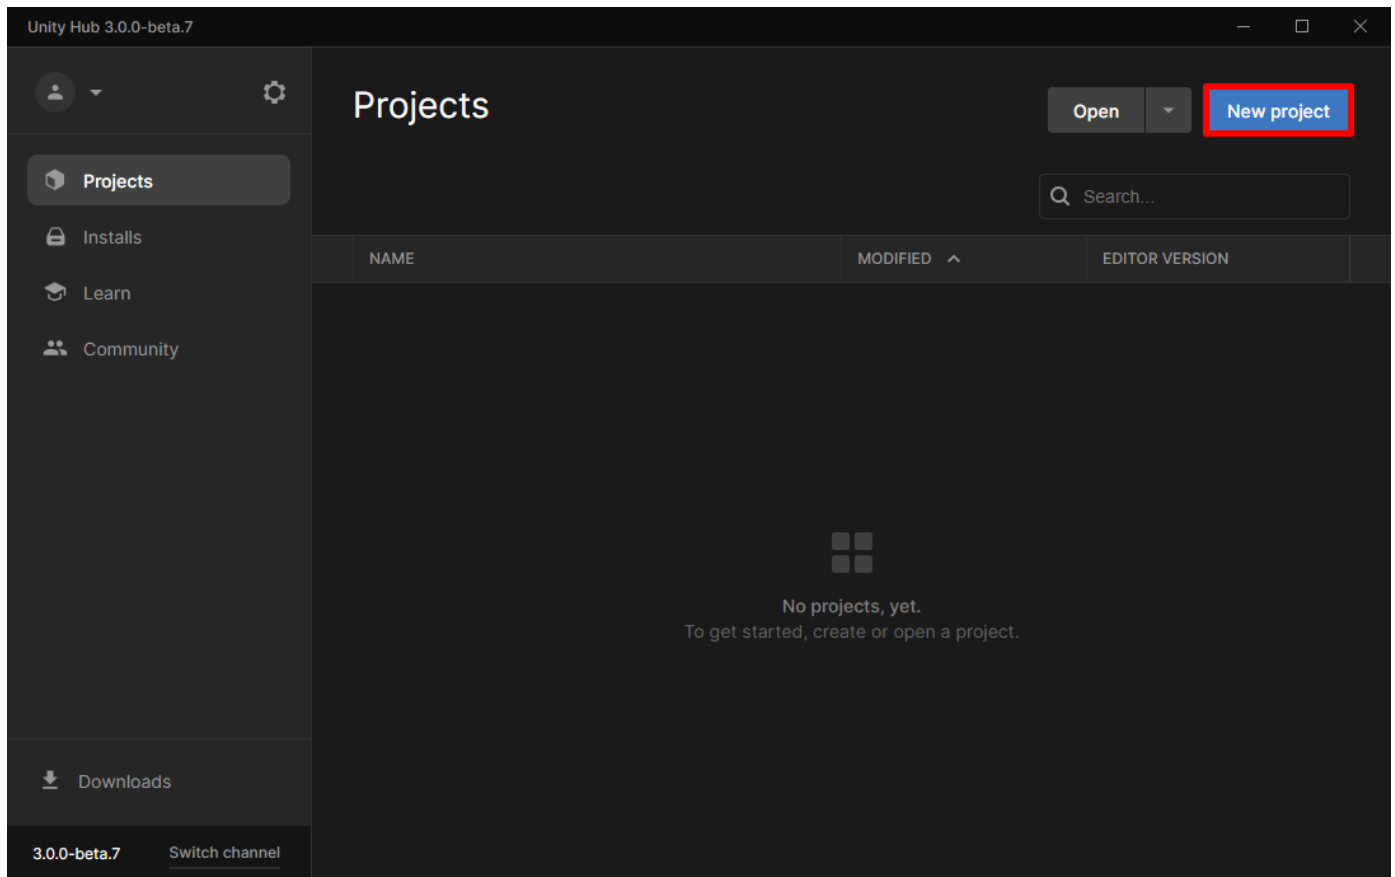 Unity Hub 3.0.0-beta.7
Projects
Open
New project
Projects
Search...
Installs
NAME
MODIFIED
EDITOR VERSION
Learn
Community
No projects, yet.
To get started, create or open a project.
Downloads
3.0.0-beta.7
Switch channel